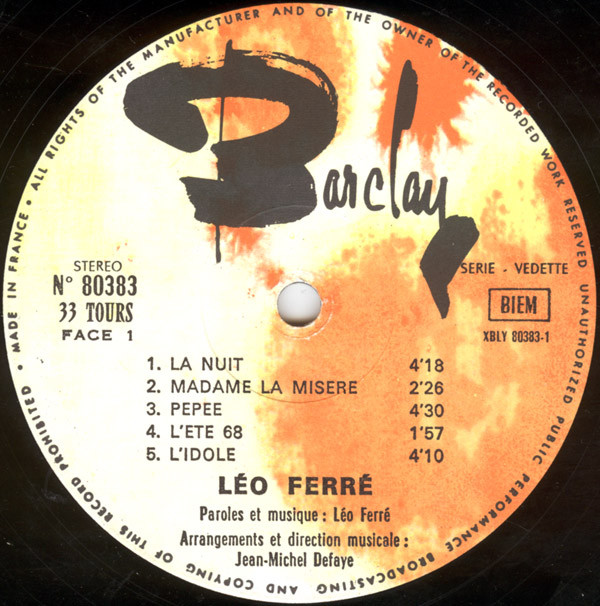 MADE IN FRANCE • ALL RIGHTS OF THE MANUFACTURER AND OF THE OWNER OF THE RECORDED WORK RESERVED UNAUTHORIZED PUBLIC PERFORMANCE BROADCASTING AND COPYING OF THIS RECORD PROHIBITED •
Barclay
STEREO
N° 80383
33 TOURS
FACE 1
SERIE - VEDETTE
BIEM
XBLY 80383-1
1. LA NUIT 4'18
2. MADAME LA MISERE 2'26
3. PEPEE 4'30
4. L'ETE 68 1'57
5. L'IDOLE 4'10
LÉO FERRÉ
Paroles et musique : Léo Ferré
Arrangements et direction musicale :
Jean-Michel Defaye